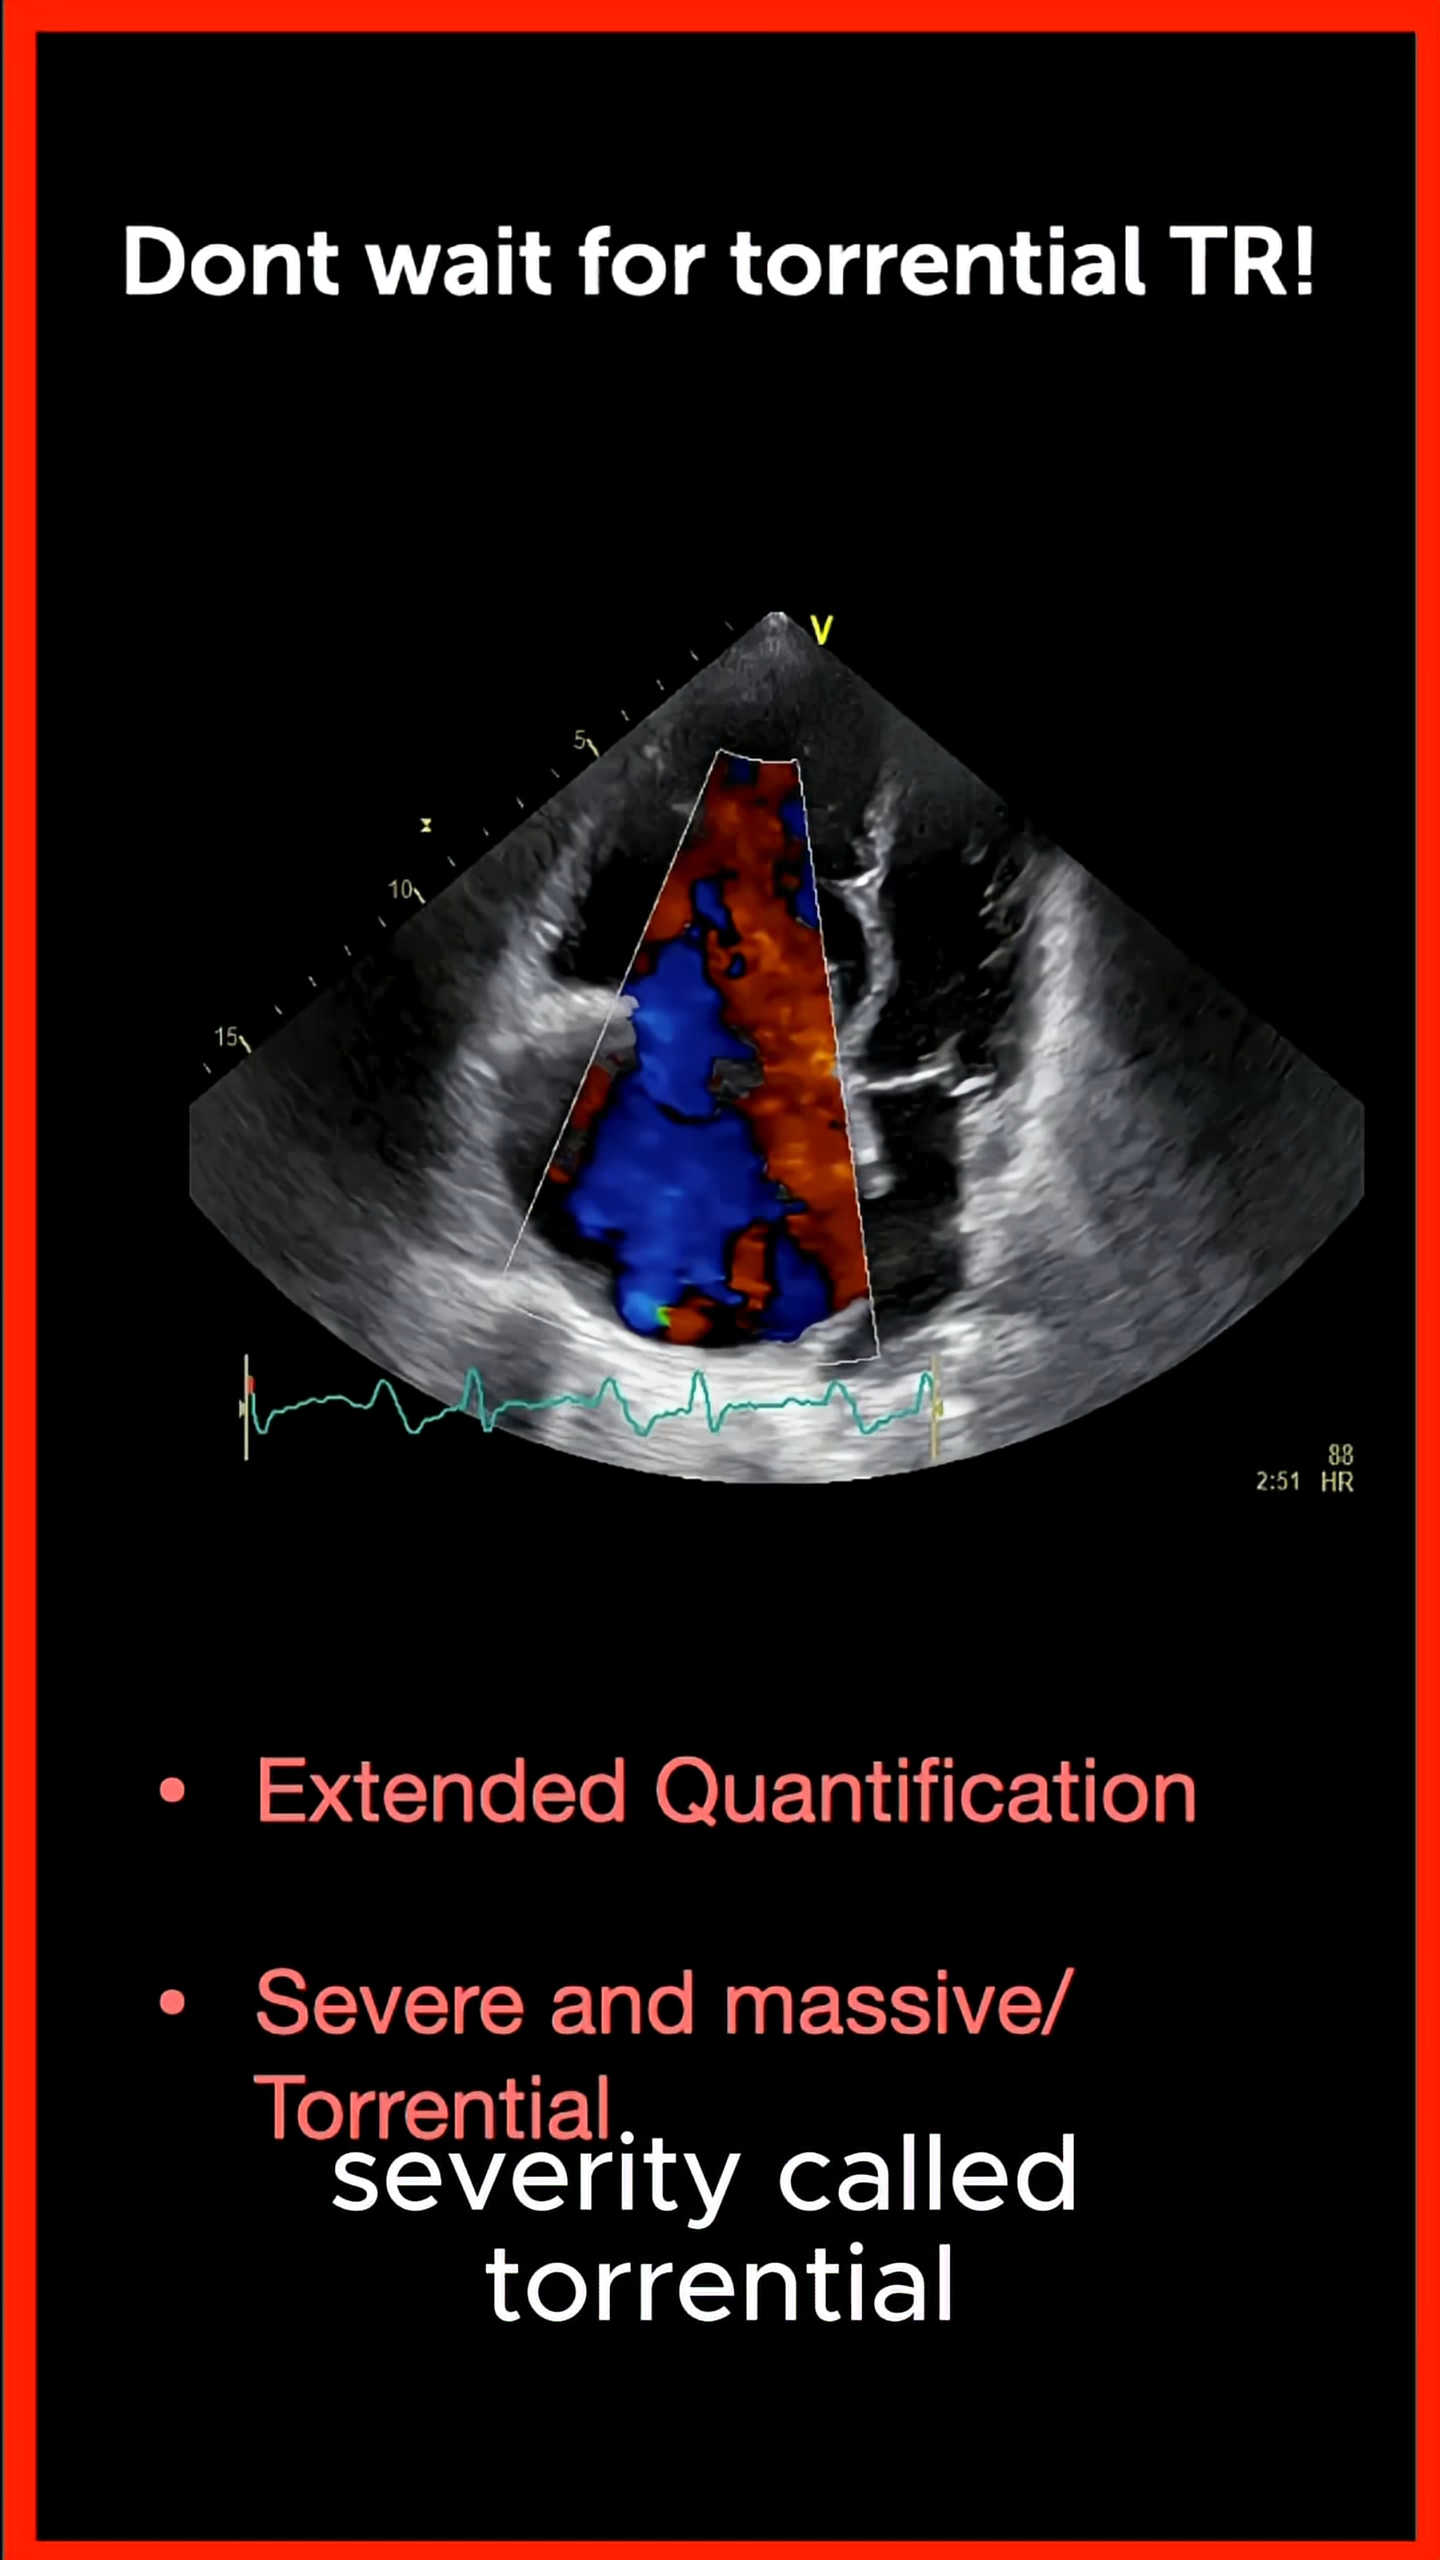 Dont wait for torrential TR!
V
5
10
x
15
88
2:51 HR
• Extended Quantification
• Severe and massive/
Torrential
severity called
torrential